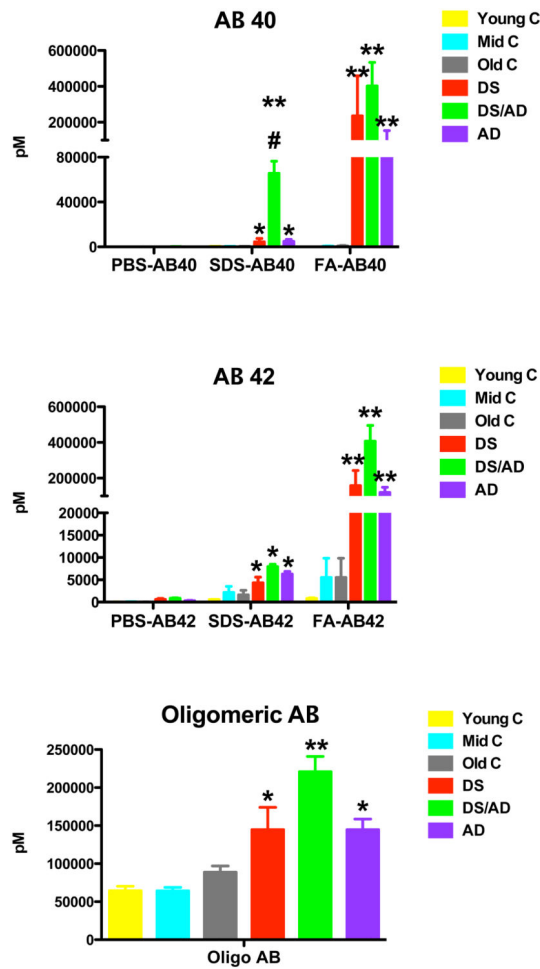 AB 40
Young C
Mid C
Old C
DS
DS/AD
AD
pM
600000
400000
200000
80000
40000
0
**
#
*
*
**
**
**
PBS-AB40 SDS-AB40 FA-AB40
AB 42
Young C
Mid C
Old C
DS
DS/AD
AD
pM
600000
400000
200000
20000
15000
10000
5000
0
*
*
*
**
**
**
PBS-AB42 SDS-AB42 FA-AB42
Oligomeric AB
Young C
Mid C
Old C
DS
DS/AD
AD
pM
250000
200000
150000
100000
50000
0
*
**
*
Oligo AB